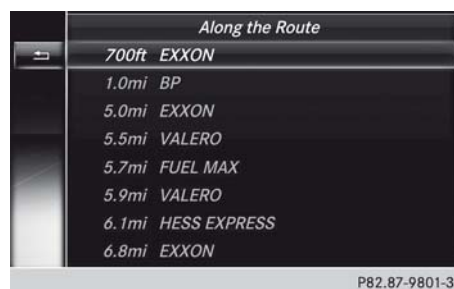 Along the Route
700ft EXXON
1.0mi BP
5.0mi EXXON
5.5mi VALERO
5.7mi FUEL MAX
5.9mi VALERO
6.1mi HESS EXPRESS
6.8mi EXXON
P82.87-9801-31